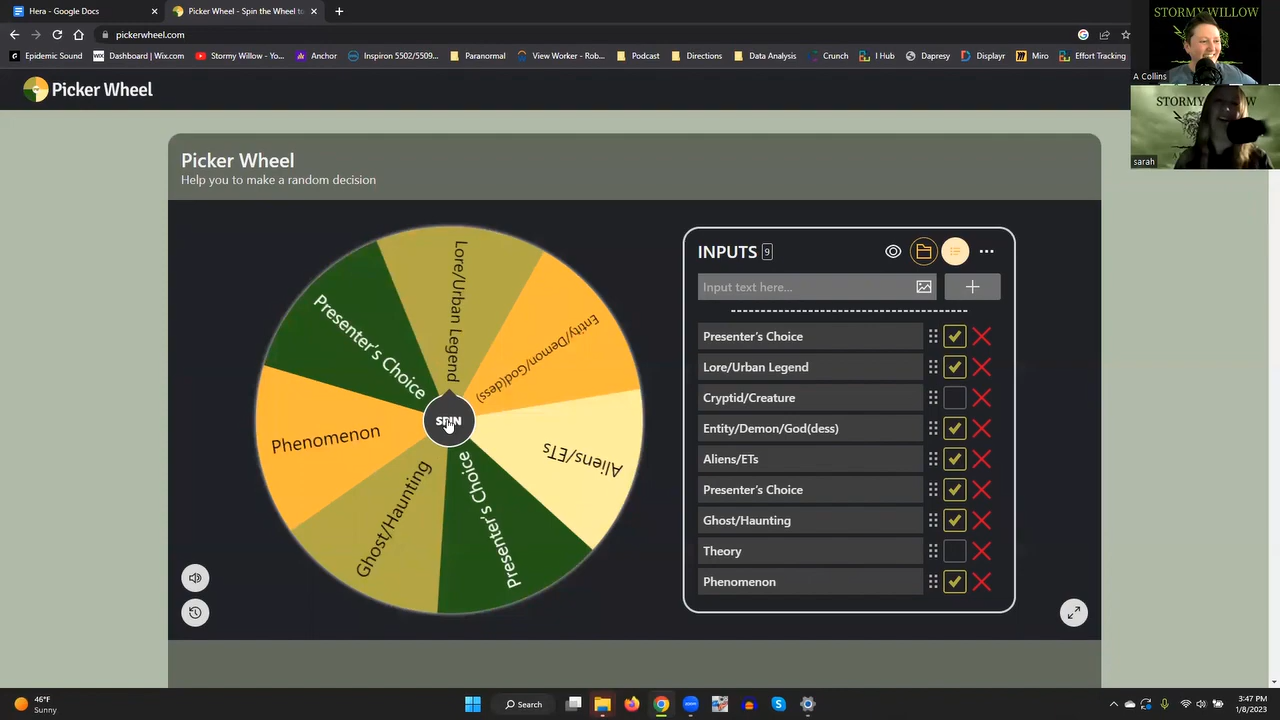 Hera - Google Docs
Picker Wheel - Spin the Wheel to
pickerwheel.com
Epidemic Sound
Dashboard | Wix.com
Stormy Willow - Yo...
Anchor
Inspiron 5502/5509...
Paranormal
View Worker - Rob...
Podcast
Directions
Data Analysis
Crunch
I Hub
Dapresy
Displayr
Miro
Effort Tracking
STORMY WILLOW
A Collins
sarah
Picker Wheel
Picker Wheel
Help you to make a random decision
Lore/Urban Legend
Entity/Demon/God(dess)
Aliens/ETs
Presenter's Choice
Ghost/Haunting
Phenomenon
Presenter's Choice
SPIN
INPUTS 9
Input text here...
Presenter's Choice
Lore/Urban Legend
Cryptid/Creature
Entity/Demon/God(dess)
Aliens/ETs
Presenter's Choice
Ghost/Haunting
Theory
Phenomenon
46°F
Sunny
Search
3:47 PM
1/8/2023